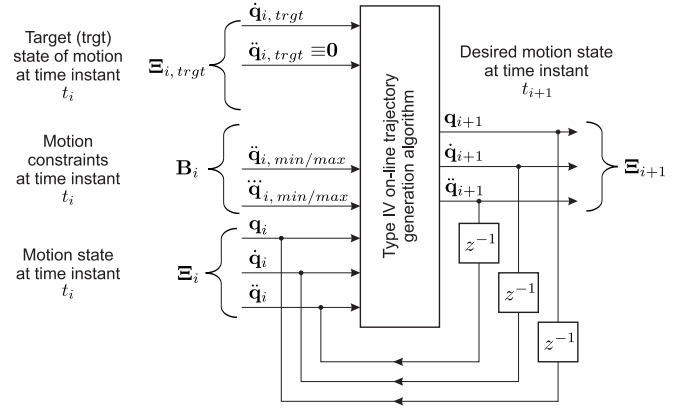 Target (trgt)
state of motion
at time instant
t_i
Ξ_{i, trgt}
q̇_{i, trgt}
q̈_{i, trgt} ≡ 0
Motion
constraints
at time instant
t_i
B_i
q̈_{i, min/max}
q⃛_{i, min/max}
Motion state
at time instant
t_i
Ξ_i
q_i
q̇_i
q̈_i
Type IV on-line trajectory
generation algorithm
Desired motion state
at time instant
t_{i+1}
q_{i+1}
q̇_{i+1}
q̈_{i+1}
Ξ_{i+1}
z^{-1}
z^{-1}
z^{-1}